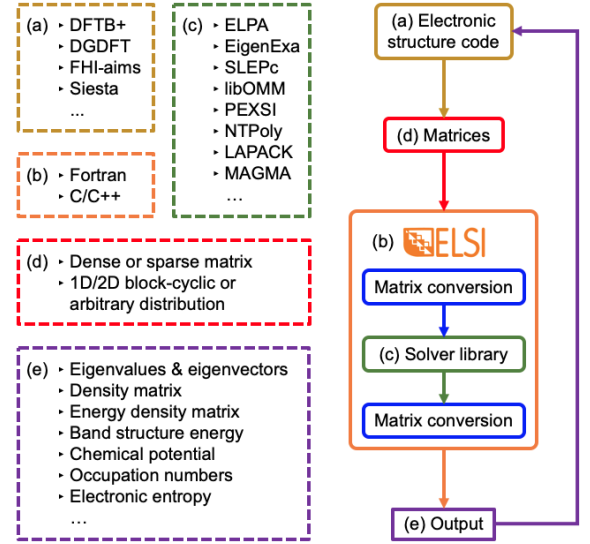 (a) ‣ DFTB+
‣ DGDFT
‣ FHI-aims
‣ Siesta
...
(b) ‣ Fortran
‣ C/C++
(c) ‣ ELPA
‣ EigenExa
‣ SLEPc
‣ libOMM
‣ PEXSI
‣ NTPoly
‣ LAPACK
‣ MAGMA
...
(d) ‣ Dense or sparse matrix
‣ 1D/2D block-cyclic or
arbitrary distribution
(e) ‣ Eigenvalues & eigenvectors
‣ Density matrix
‣ Energy density matrix
‣ Band structure energy
‣ Chemical potential
‣ Occupation numbers
‣ Electronic entropy
...
(a) Electronic
structure code
(d) Matrices
(b) ELSI
Matrix conversion
(c) Solver library
Matrix conversion
(e) Output